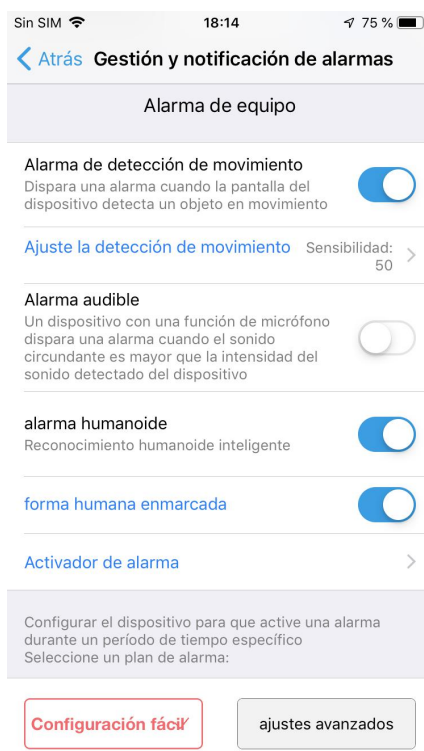 Sin SIM 18:14 75 %
Atrás Gestión y notificación de alarmas
Alarma de equipo
Alarma de detección de movimiento
Dispara una alarma cuando la pantalla del
dispositivo detecta un objeto en movimiento
Ajuste la detección de movimiento Sensibilidad:
50
Alarma audible
Un dispositivo con una función de micrófono
dispara una alarma cuando el sonido
circundante es mayor que la intensidad del
sonido detectado del dispositivo
alarma humanoide
Reconocimiento humanoide inteligente
forma humana enmarcada
Activador de alarma
Configurar el dispositivo para que active una alarma
durante un período de tiempo específico
Seleccione un plan de alarma:
Configuración fácil ajustes avanzados